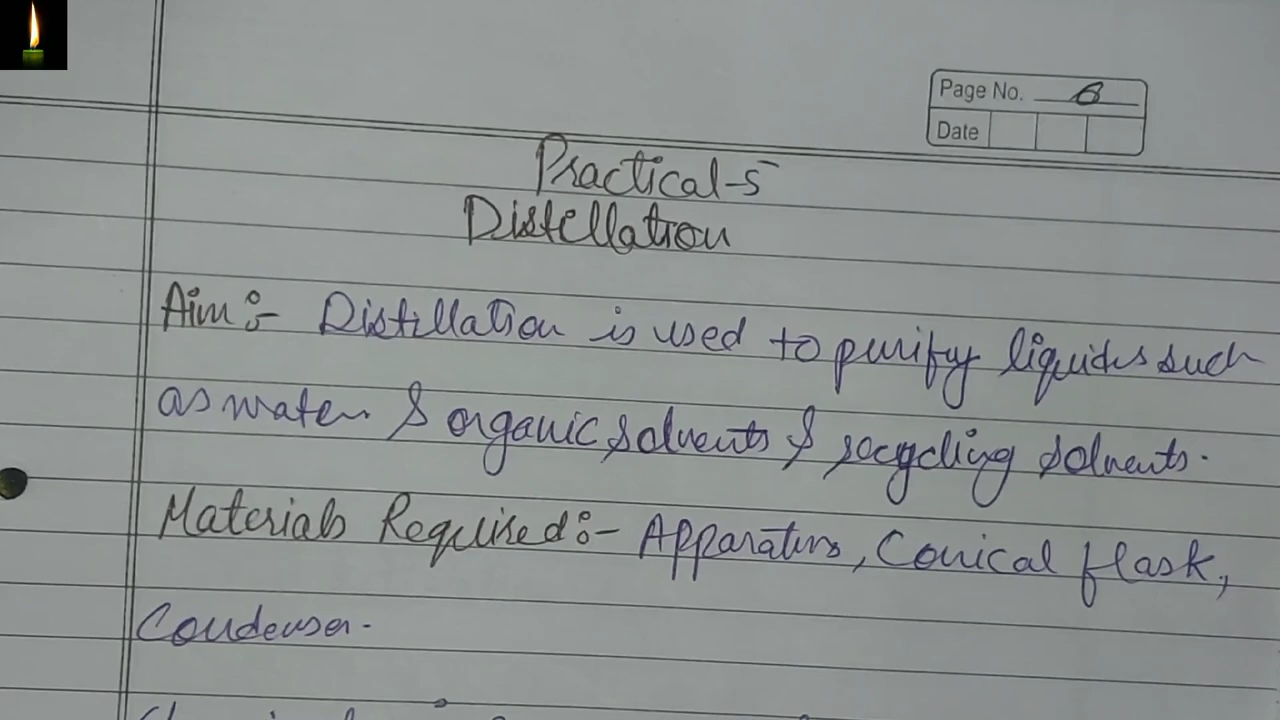 Page No. 6
Date
Practical-5
Distillation
Aim:- Distillation is used to purify liquids such
as water & organic solvents & recycling solvents.
Materials Required:- Apparatus, Conical flask,
Condenser.